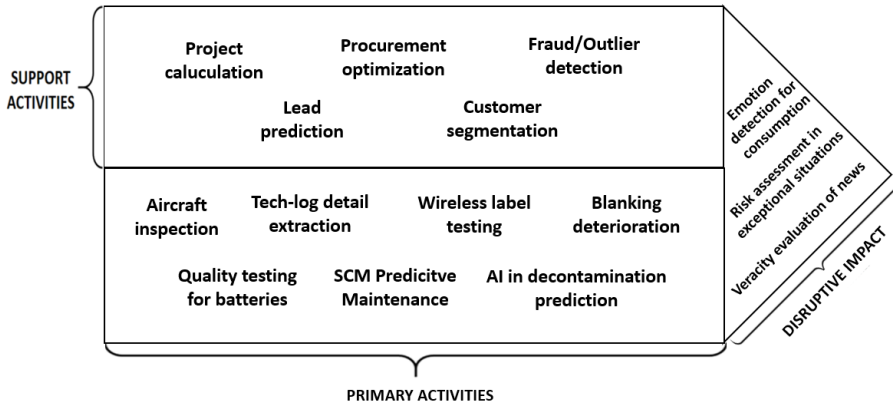 SUPPORT
ACTIVITIES
Project
caluculation
Procurement
optimization
Fraud/Outlier
detection
Lead
prediction
Customer
segmentation
Aircraft
inspection
Tech-log detail
extraction
Wireless label
testing
Blanking
deterioration
Quality testing
for batteries
SCM Predicitve
Maintenance
AI in decontamination
prediction
Emotion
detection for
consumption
Risk assessment in
exceptional situations
Veracity evaluation of news
DISRUPTIVE IMPACT
PRIMARY ACTIVITIES